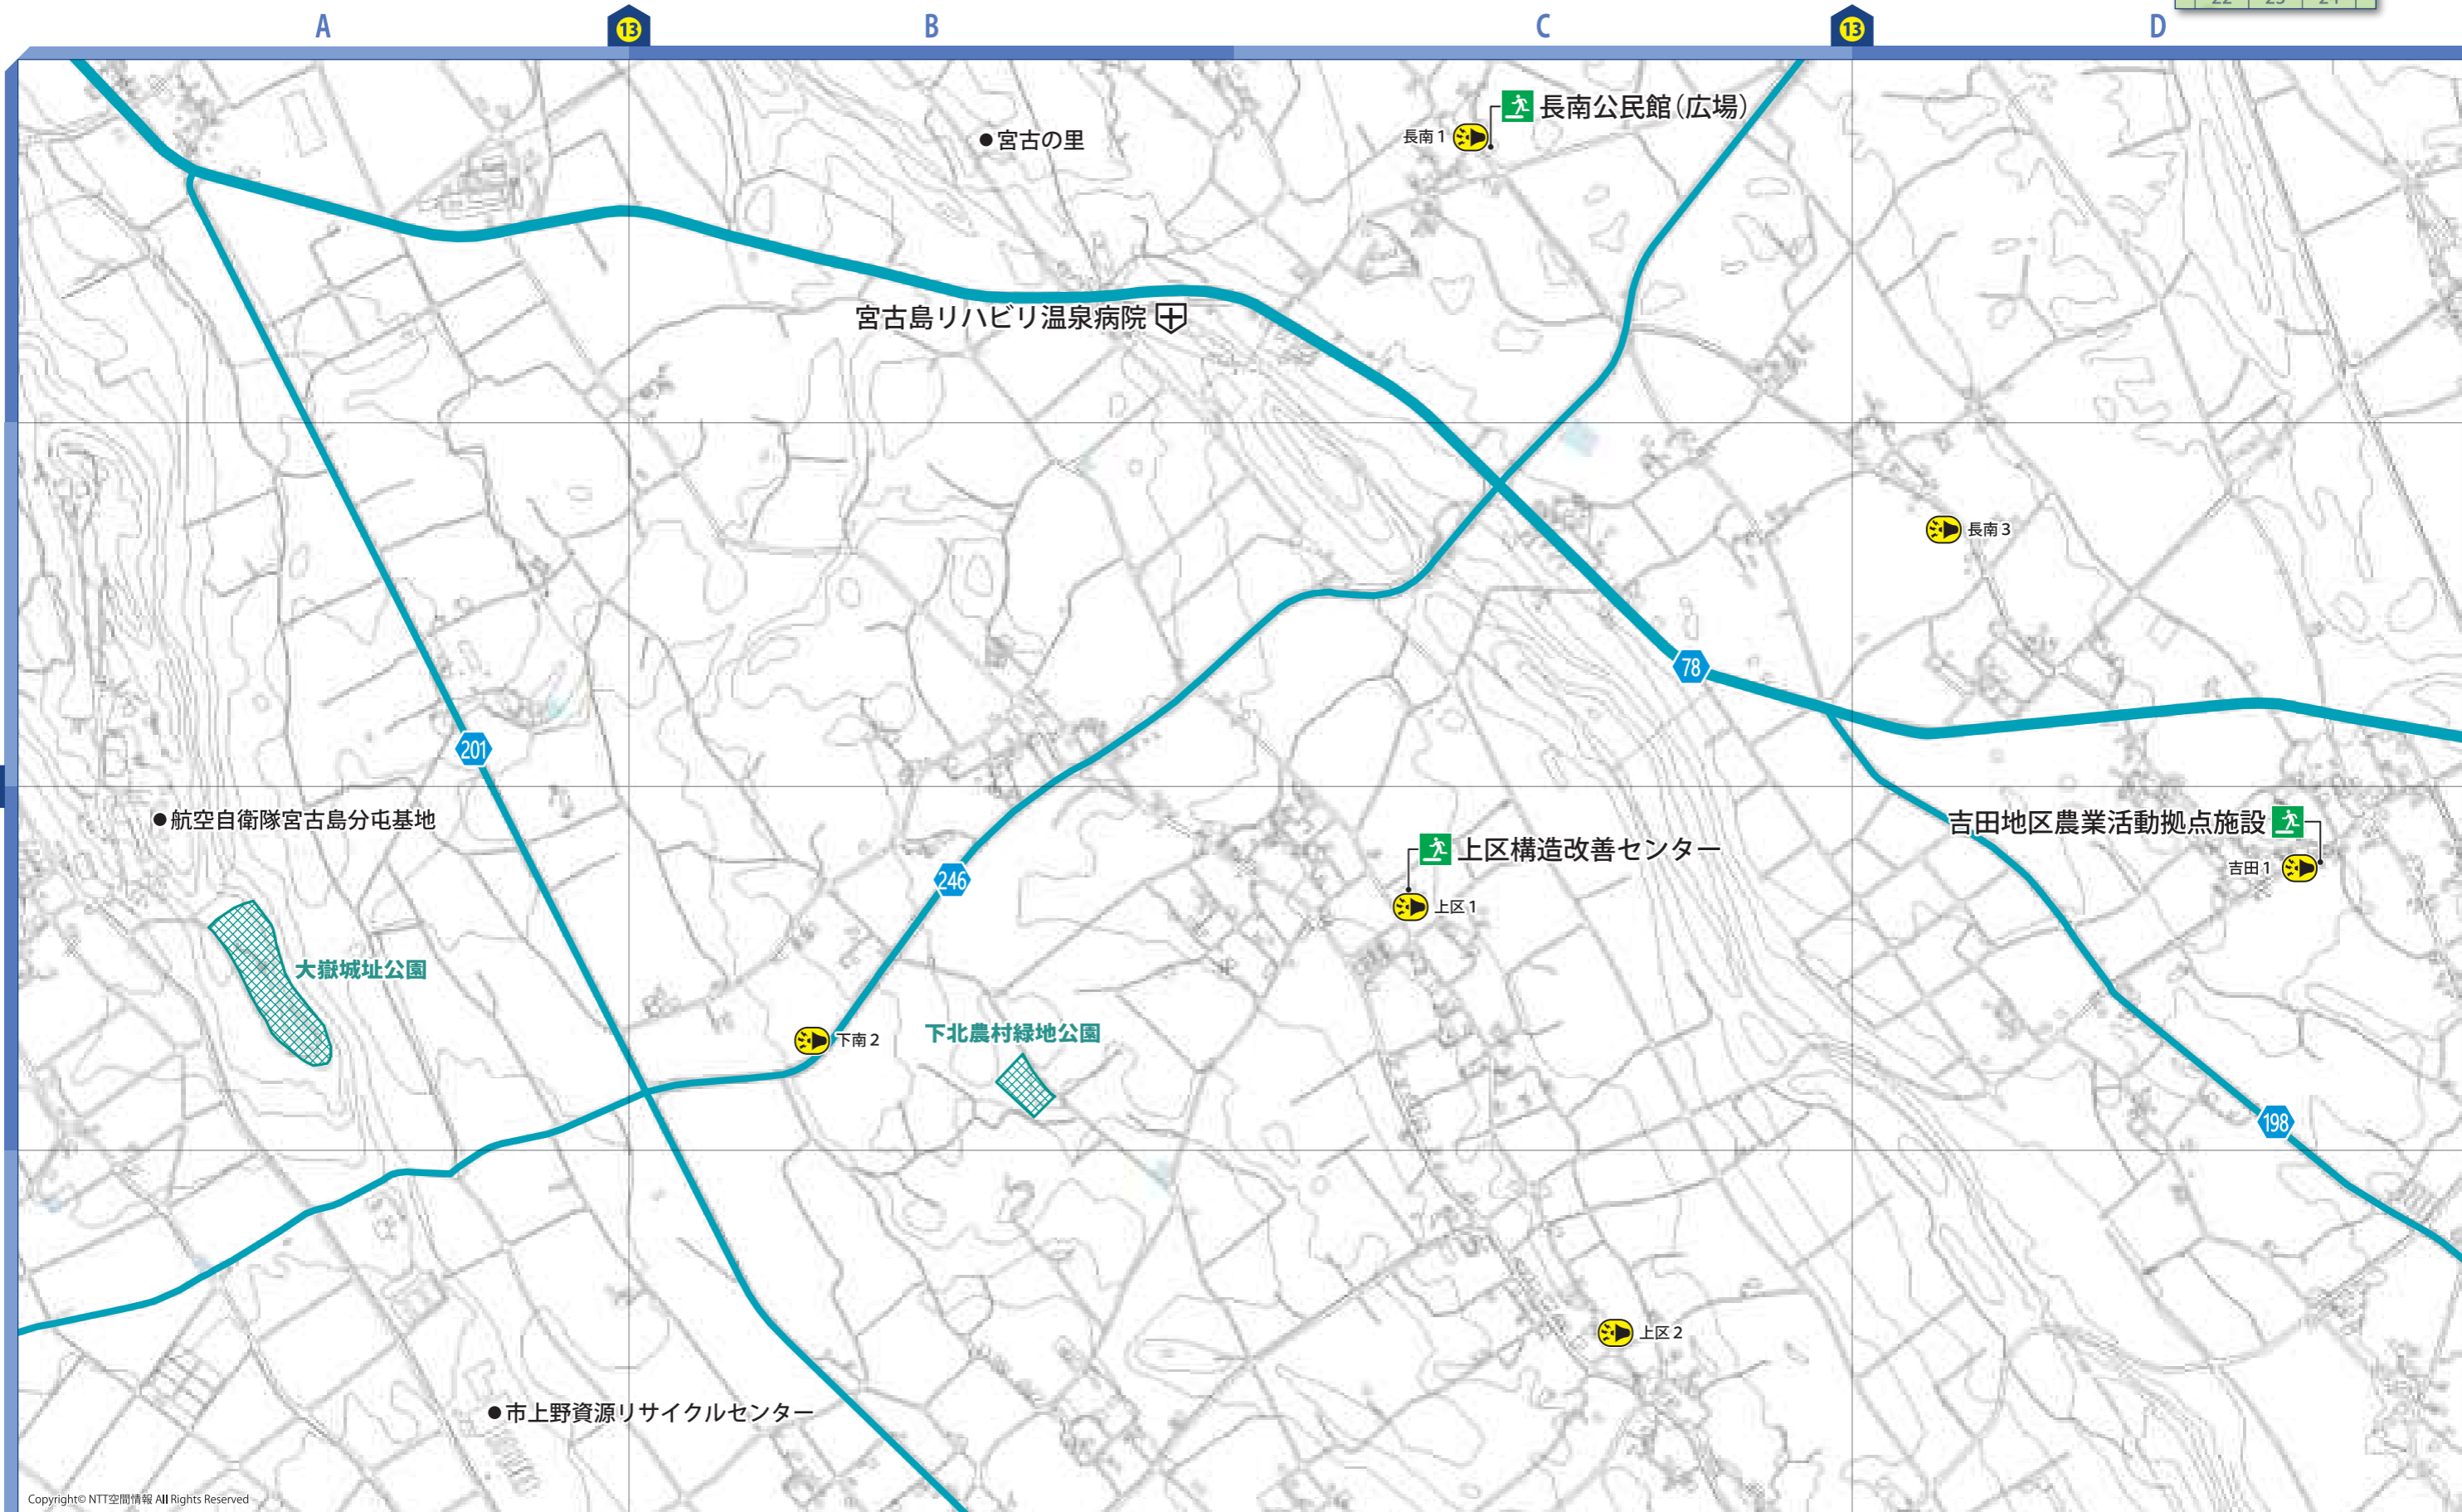 A
13
B
C
13
D
22 23 24
長南公民館(広場)
長南1
宮古の里
宮古島リハビリ温泉病院
長南3
78
201
航空自衛隊宮古島分屯基地
吉田地区農業活動拠点施設
吉田1
上区構造改善センター
上区1
246
大嶽城址公園
下南2
下北農村緑地公園
198
上区2
市上野資源リサイクルセンター
Copyright© NTT空間情報 All Rights Reserved